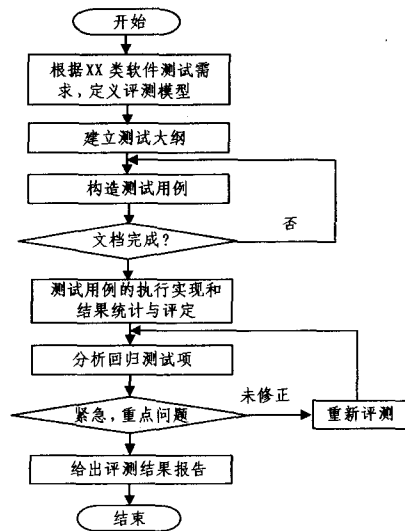 开始
根据XX类软件测试需
求,定义评测模型
建立测试大纲
构造测试用例
文档完成?
否
测试用例的执行实现和
结果统计与评定
分析回归测试项
紧急,重点问题
未修正
重新评测
给出评测结果报告
结束